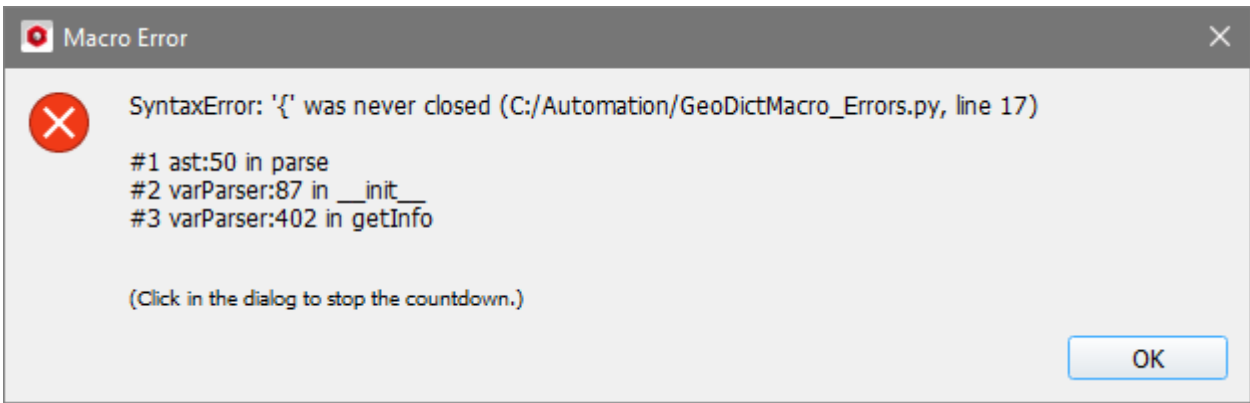 Macro Error
SyntaxError: '{' was never closed (C:/Automation/GeoDictMacro_Errors.py, line 17)
#1 ast:50 in parse
#2 varParser:87 in __init__
#3 varParser:402 in getInfo
(Click in the dialog to stop the countdown.)
OK